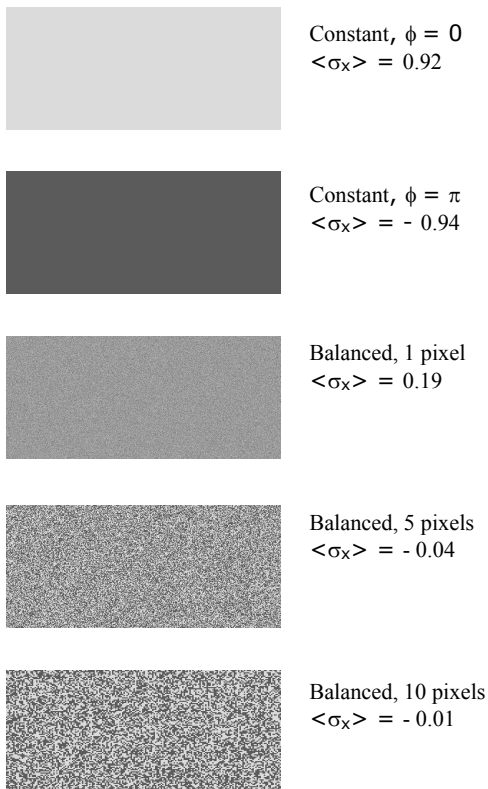 Constant, ϕ = 0
<σₓ> = 0.92
Constant, ϕ = π
<σₓ> = - 0.94
Balanced, 1 pixel
<σₓ> = 0.19
Balanced, 5 pixels
<σₓ> = - 0.04
Balanced, 10 pixels
<σₓ> = - 0.01